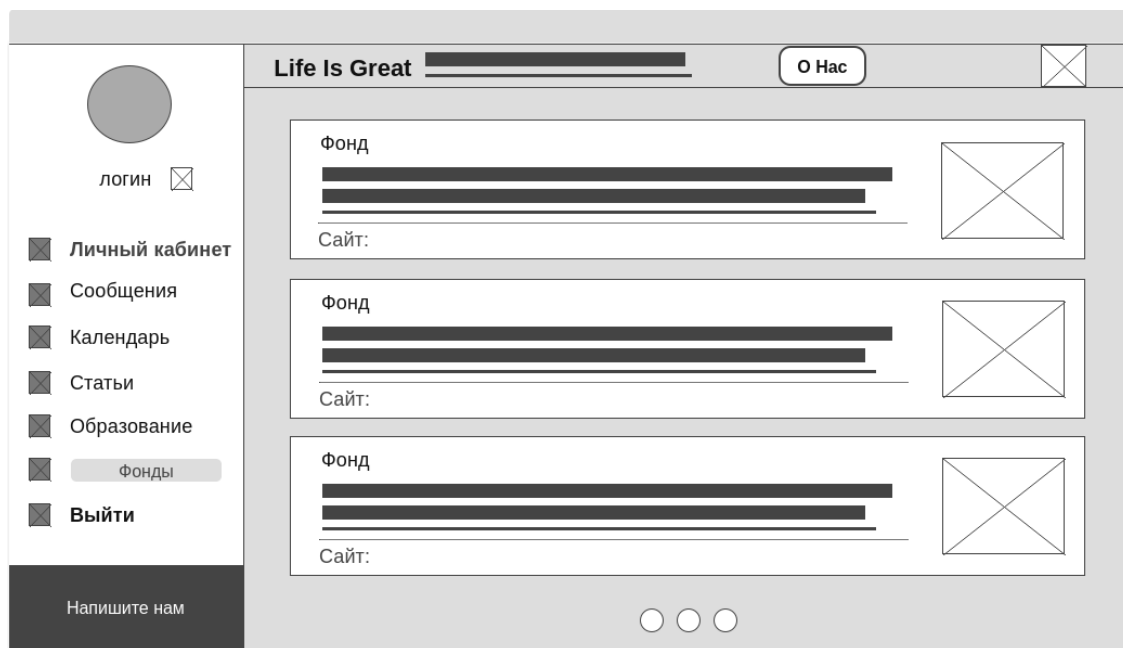 Life Is Great
О Нас
логин
Личный кабинет
Сообщения
Календарь
Статьи
Образование
Фонды
Выйти
Напишите нам
Фонд
Сайт:
Фонд
Сайт:
Фонд
Сайт: